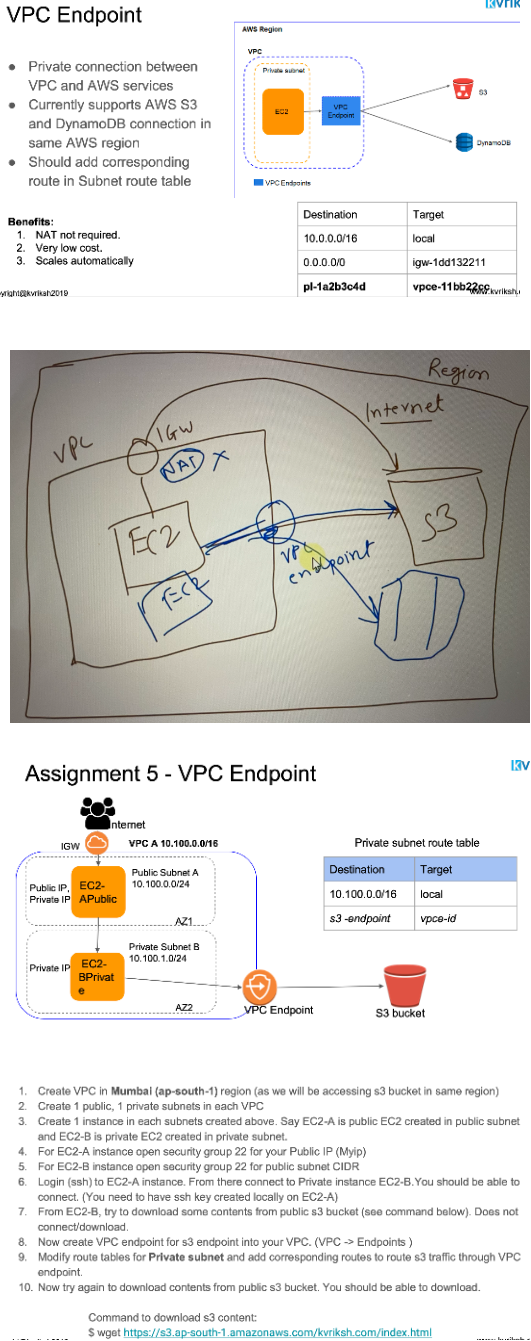 VPC Endpoint
● Private connection between
VPC and AWS services
● Currently supports AWS S3
and DynamoDB connection in
same AWS region
● Should add corresponding
route in Subnet route table
AWS Region
VPC
Private subnet
EC2
VPC
Endpoint
S3
DynamoDB
VPC Endpoints
Benefits:
1. NAT not required.
2. Very low cost.
3. Scales automatically
Destination Target
10.0.0.0/16 local
0.0.0.0/0 igw-1dd132211
pl-1a2b3c4d vpce-11bb22cc
yright@kvriksh2019
www.kvriksh.
Region
Internet
VPC
IGW
NAT X
EC2
S3
EC2
VPC
endpoint
Assignment 5 - VPC Endpoint
KV
nternet
IGW
VPC A 10.100.0.0/16
Public IP,
Private IP
EC2-
APublic
Public Subnet A
10.100.0.0/24
AZ1
Private IP
EC2-
BPrivat
e
Private Subnet B
10.100.1.0/24
AZ2
VPC Endpoint
S3 bucket
Private subnet route table
Destination Target
10.100.0.0/16 local
s3 -endpoint vpce-id
1. Create VPC in Mumbai (ap-south-1) region (as we will be accessing s3 bucket in same region)
2. Create 1 public, 1 private subnets in each VPC
3. Create 1 instance in each subnets created above. Say EC2-A is public EC2 created in public subnet
and EC2-B is private EC2 created in private subnet.
4. For EC2-A instance open security group 22 for your Public IP (Myip)
5. For EC2-B instance open security group 22 for public subnet CIDR
6. Login (ssh) to EC2-A instance. From there connect to Private instance EC2-B.You should be able to
connect. (You need to have ssh key created locally on EC2-A)
7. From EC2-B, try to download some contents from public s3 bucket (see command below). Does not
connect/download.
8. Now create VPC endpoint for s3 endpoint into your VPC. (VPC -> Endpoints )
9. Modify route tables for Private subnet and add corresponding routes to route s3 traffic through VPC
endpoint.
10. Now try again to download contents from public s3 bucket. You should be able to download.
Command to download s3 content:
$ wget https://s3.ap-south-1.amazonaws.com/kvriksh.com/index.html